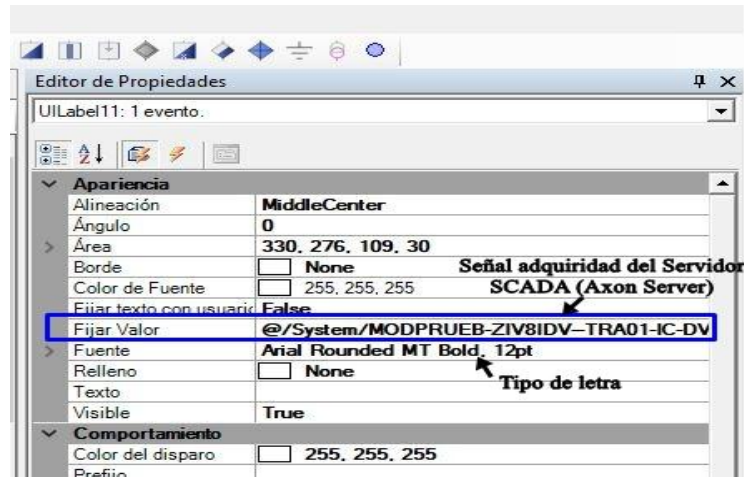 Editor de Propiedades
UILabel11: 1 evento.
Apariencia
Alineación MiddleCenter
Ángulo 0
Área 330, 276, 109, 30
Borde None
Señal adquiridad del Servidor
Color de Fuente 255, 255, 255
SCADA (Axon Server)
Fijar texto con usuaric False
Fijar Valor @/System/MODPRUEB-ZIV8IDV--TRA01-IC-DV
Fuente Arial Rounded MT Bold, 12pt
Relleno None
Tipo de letra
Texto
Visible True
Comportamiento
Color del disparo 255, 255, 255
Prefijo